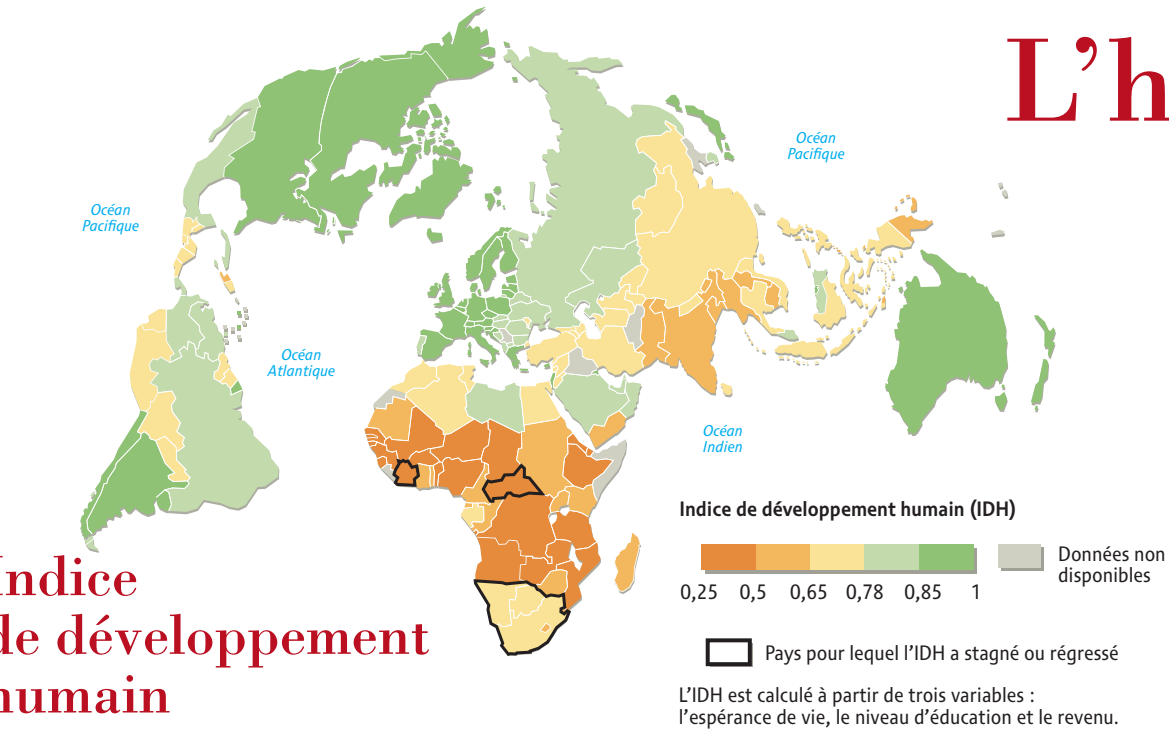 L'h
Océan
Pacifique
Océan
Pacifique
Océan
Atlantique
Océan
Indien
Indice
de développement
humain
Indice de développement humain (IDH)
0,25 0,5 0,65 0,78 0,85 1
Données non
disponibles
Pays pour lequel l'IDH a stagné ou régressé
L'IDH est calculé à partir de trois variables :
l'espérance de vie, le niveau d'éducation et le revenu.